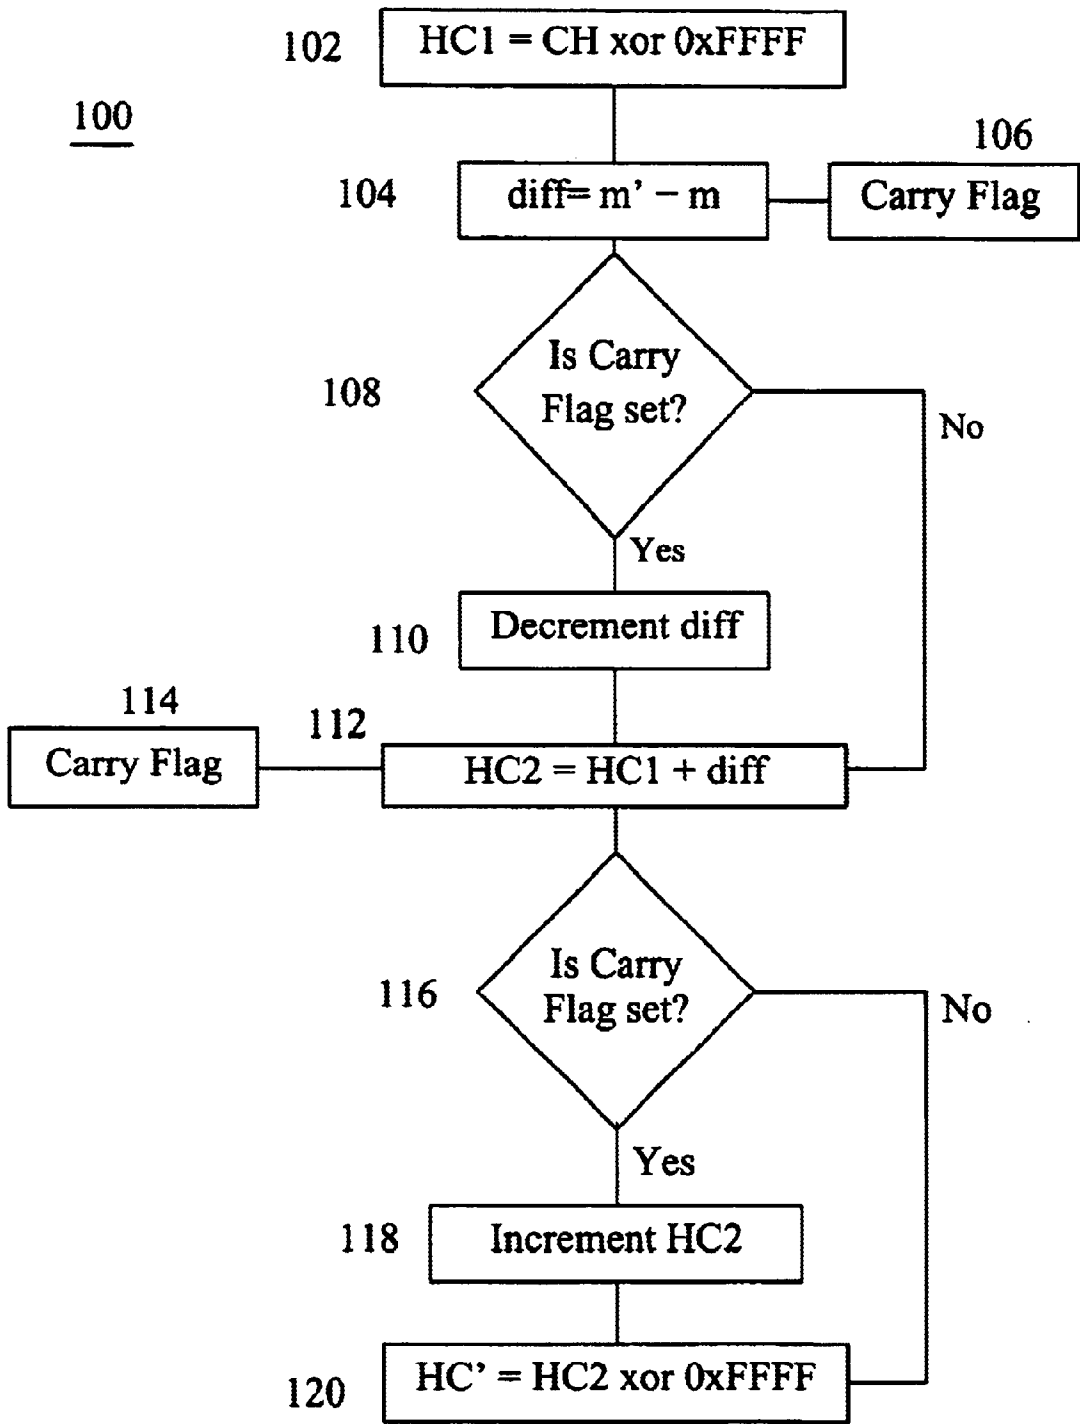 102
HC1 = CH xor 0xFFFF
100
106
104
diff= m' – m
Carry Flag
108
Is Carry
Flag set?
No
Yes
110
Decrement diff
114
112
Carry Flag
HC2 = HC1 + diff
116
Is Carry
Flag set?
No
Yes
118
Increment HC2
120
HC' = HC2 xor 0xFFFF